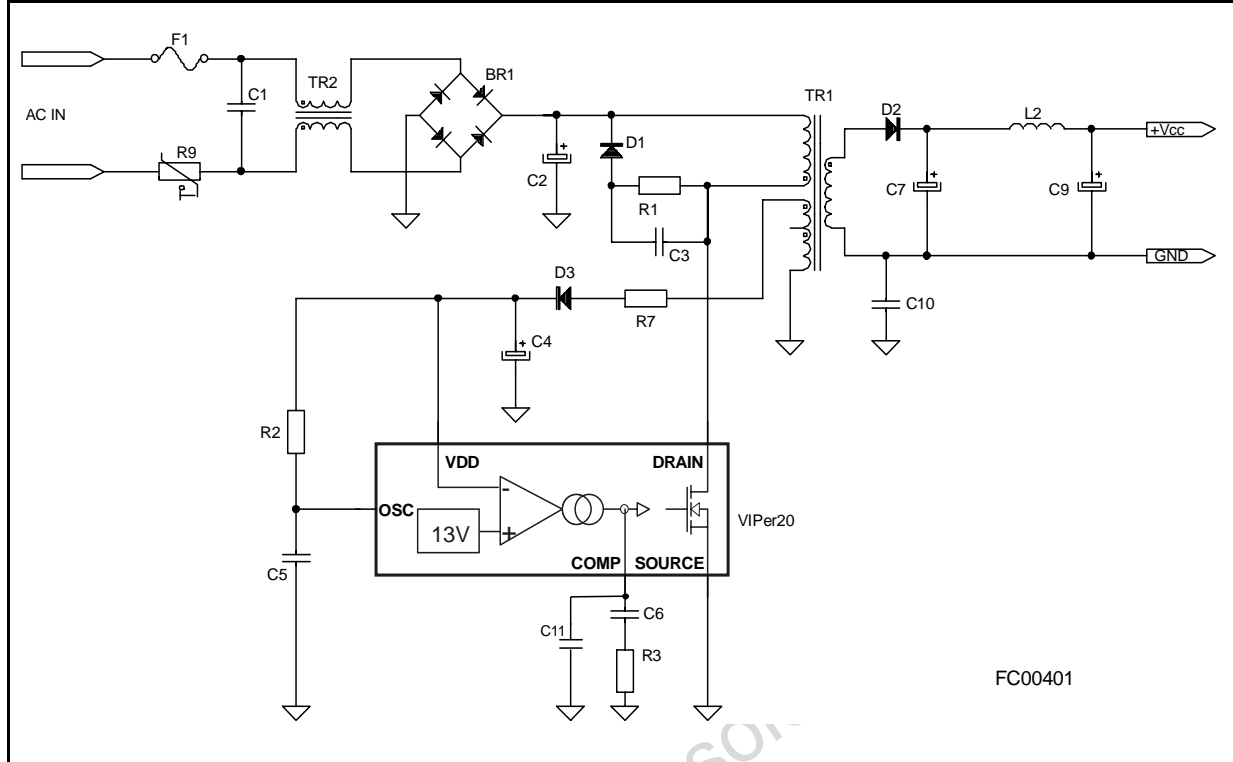 F1
AC IN
C1
TR2
BR1
R9
C2
D1
R1
C3
TR1
D2
L2
+Vcc
C7
C9
GND
C10
D3
R7
C4
R2
VDD
DRAIN
OSC
13V
-
+
VIPer20
COMP SOURCE
C5
C11
C6
R3
FC00401